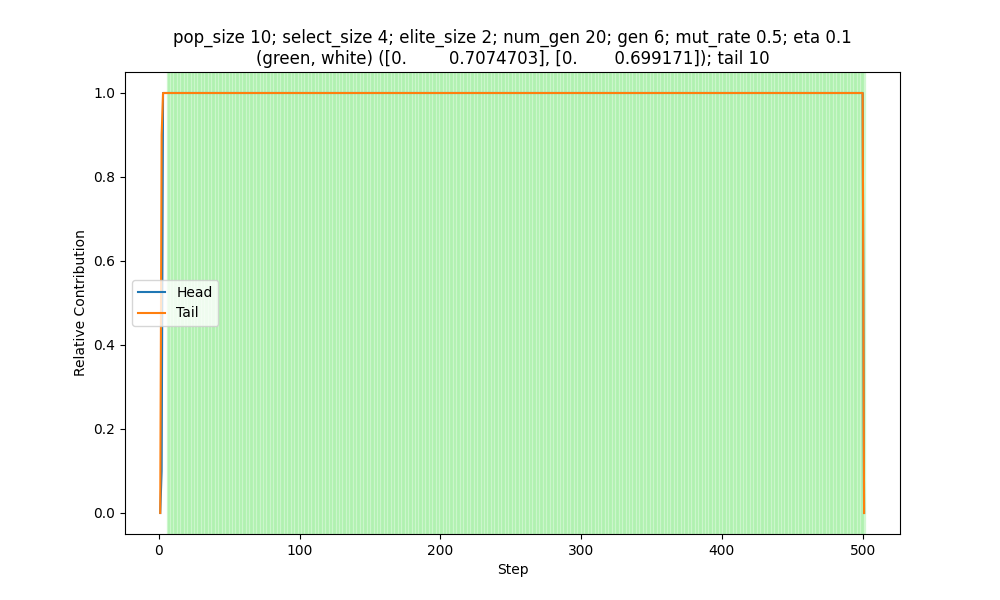 pop_size 10; select_size 4; elite_size 2; num_gen 20; gen 6; mut_rate 0.5; eta 0.1
(green, white) ([0.        0.7074703], [0.       0.699171]); tail 10
1.0
0.8
0.6
0.4
0.2
0.0
Relative Contribution
Head
Tail
0
100
200
300
400
500
Step